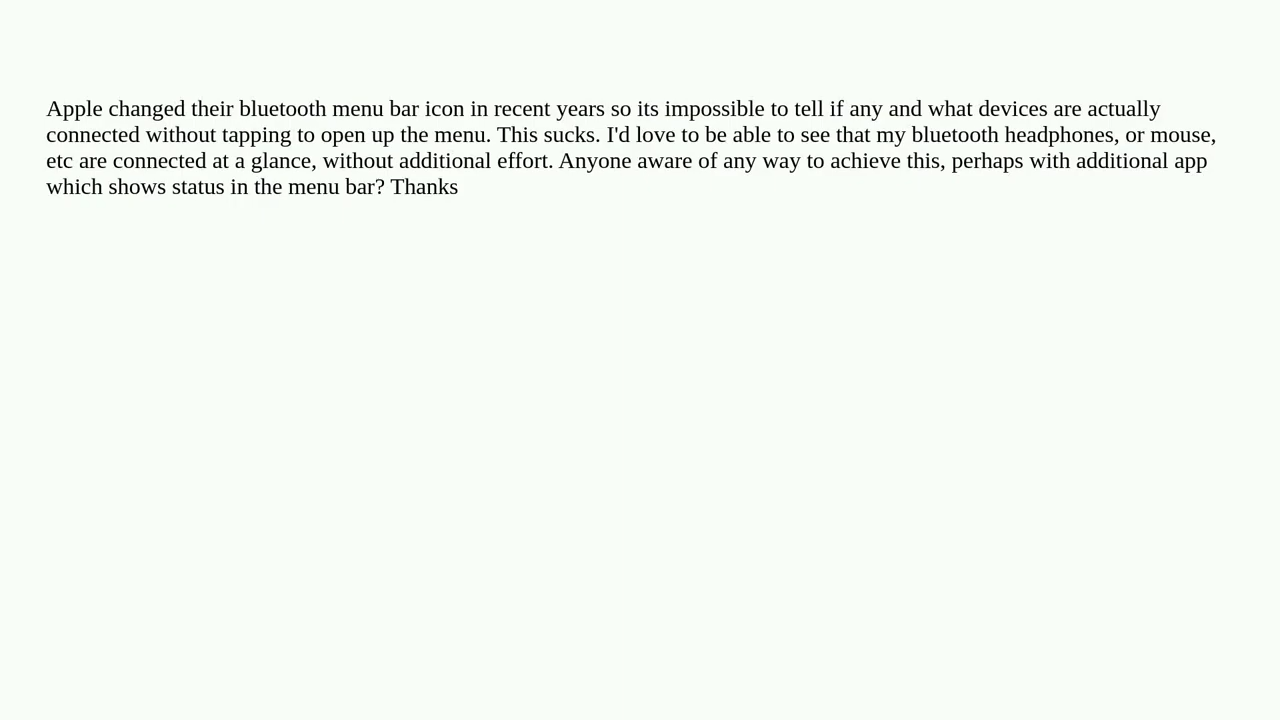 Apple changed their bluetooth menu bar icon in recent years so its impossible to tell if any and what devices are actually
connected without tapping to open up the menu. This sucks. I'd love to be able to see that my bluetooth headphones, or mouse,
etc are connected at a glance, without additional effort. Anyone aware of any way to achieve this, perhaps with additional app
which shows status in the menu bar? Thanks